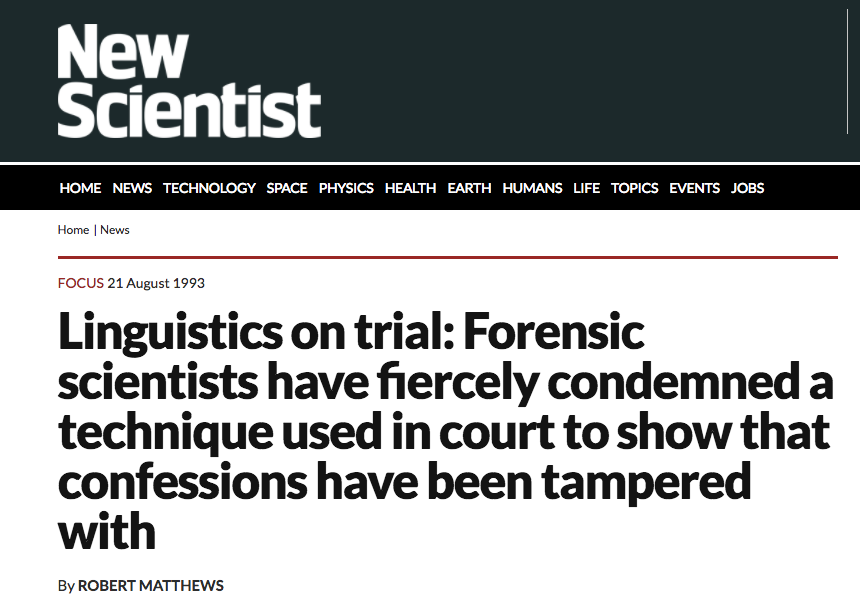 New
Scientist
HOME NEWS TECHNOLOGY SPACE PHYSICS HEALTH EARTH HUMANS LIFE TOPICS EVENTS JOBS
Home | News
FOCUS 21 August 1993
Linguistics on trial: Forensic
scientists have fiercely condemned a
technique used in court to show that
confessions have been tampered
with
By ROBERT MATTHEWS